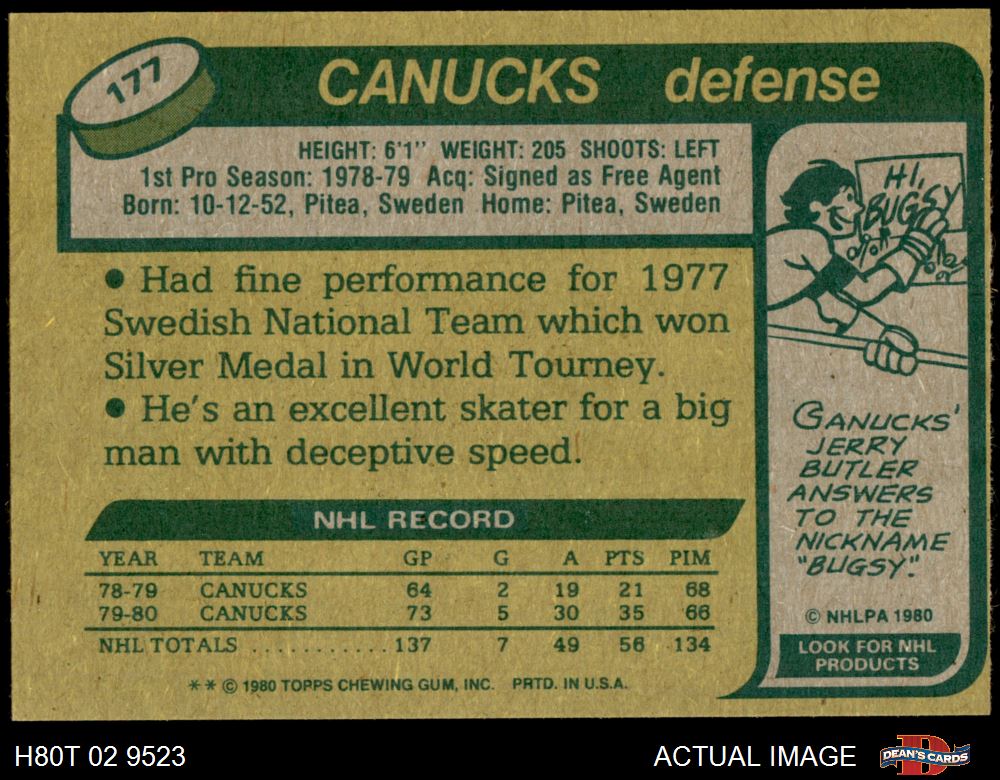 177
CANUCKS defense
HEIGHT: 6'1" WEIGHT: 205 SHOOTS: LEFT
1st Pro Season: 1978-79 Acq: Signed as Free Agent
Born: 10-12-52, Pitea, Sweden Home: Pitea, Sweden
● Had fine performance for 1977
Swedish National Team which won
Silver Medal in World Tourney.
● He's an excellent skater for a big
man with deceptive speed.
NHL RECORD
YEAR TEAM GP G A PTS PIM
78-79 CANUCKS 64 2 19 21 68
79-80 CANUCKS 73 5 30 35 66
NHL TOTALS ........... 137 7 49 56 134
** © 1980 TOPPS CHEWING GUM, INC. PRTD. IN U.S.A.
HI,
BUGSY
CANUCKS'
JERRY
BUTLER
ANSWERS
TO THE
NICKNAME
"BUGSY."
© NHLPA 1980
LOOK FOR NHL
PRODUCTS
H80T 02 9523
ACTUAL IMAGE
DEAN'S CARDS